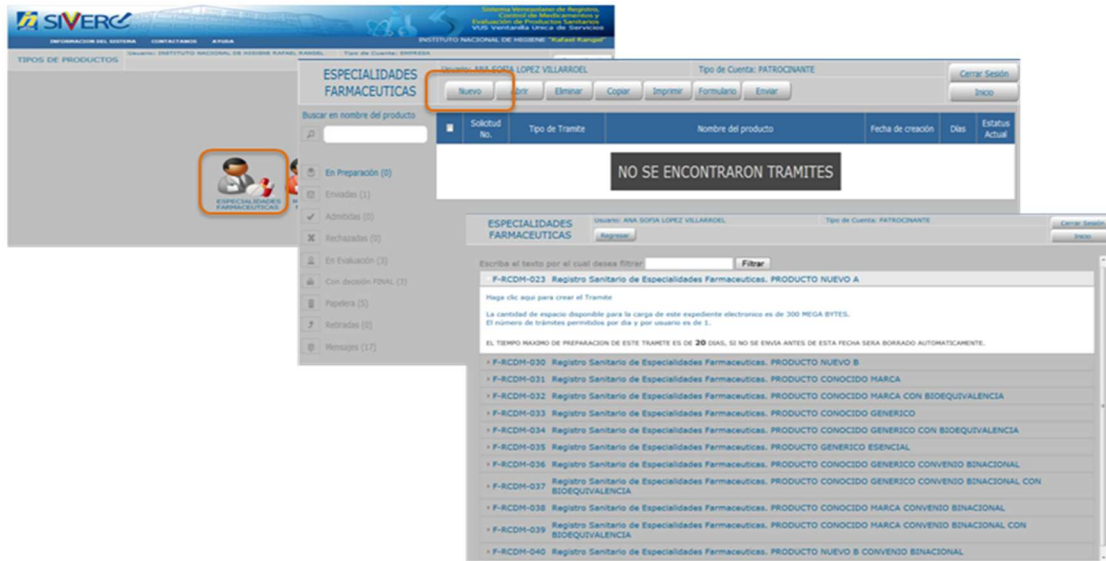 SIVERC
Sistema Venezolano de Registro,
Control de Medicamentos y
Evaluación de Productos Sanitarios
VUS Ventanilla Unica de Servicios
INFORMACION DEL SISTEMA CONTACTANOS AYUDA
INSTITUTO NACIONAL DE HIGIENE "Rafael Rangel"
TIPOS DE PRODUCTOS
Usuario: INSTITUTO NACIONAL DE HIGIENE RAFAEL RANGEL Tipo de Cuenta: EMPRESA
ESPECIALIDADES
FARMACEUTICAS
ESPECIALIDADES
FARMACEUTICAS
Usuario: ANA SOFIA LOPEZ VILLARROEL Tipo de Cuenta: PATROCINANTE
Cerrar Sesión
Nuevo Abrir Eliminar Copiar Imprimir Formulario Enviar
Inicio
Buscar en nombre del producto
Solicitud No. Tipo de Tramite Nombre del producto Fecha de creación Días Estatus Actual
NO SE ENCONTRARON TRAMITES
En Preparación (0)
Enviadas (1)
Admitidas (0)
Rechazadas (0)
En Evaluación (3)
Con decisión FINAL (3)
Papelera (5)
Retiradas (0)
Mensajes (17)
ESPECIALIDADES
FARMACEUTICAS
Usuario: ANA SOFIA LOPEZ VILLARROEL Tipo de Cuenta: PATROCINANTE
Cerrar Sesión
Regresar
Inicio
Escriba el texto por el cual desea filtrar Filtrar
F-RCDM-023 Registro Sanitario de Especialidades Farmaceuticas. PRODUCTO NUEVO A
Haga clic aqui para crear el Tramite
La cantidad de espacio disponible para la carga de este expediente electronico es de 300 MEGA BYTES.
El número de trámites permitidos por dia y por usuario es de 1.
EL TIEMPO MAXIMO DE PREPARACION DE ESTE TRAMITE ES DE 20 DIAS, SI NO SE ENVIA ANTES DE ESTA FECHA SERA BORRADO AUTOMATICAMENTE.
F-RCDM-030 Registro Sanitario de Especialidades Farmaceuticas. PRODUCTO NUEVO B
F-RCDM-031 Registro Sanitario de Especialidades Farmaceuticas. PRODUCTO CONOCIDO MARCA
F-RCDM-032 Registro Sanitario de Especialidades Farmaceuticas. PRODUCTO CONOCIDO MARCA CON BIOEQUIVALENCIA
F-RCDM-033 Registro Sanitario de Especialidades Farmaceuticas. PRODUCTO CONOCIDO GENERICO
F-RCDM-034 Registro Sanitario de Especialidades Farmaceuticas. PRODUCTO CONOCIDO GENERICO CON BIOEQUIVALENCIA
F-RCDM-035 Registro Sanitario de Especialidades Farmaceuticas. PRODUCTO GENERICO ESENCIAL
F-RCDM-036 Registro Sanitario de Especialidades Farmaceuticas. PRODUCTO CONOCIDO GENERICO CONVENIO BINACIONAL
F-RCDM-037 Registro Sanitario de Especialidades Farmaceuticas. PRODUCTO CONOCIDO GENERICO CONVENIO BINACIONAL CON
BIOEQUIVALENCIA
F-RCDM-038 Registro Sanitario de Especialidades Farmaceuticas. PRODUCTO CONOCIDO MARCA CONVENIO BINACIONAL
F-RCDM-039 Registro Sanitario de Especialidades Farmaceuticas. PRODUCTO CONOCIDO MARCA CONVENIO BINACIONAL CON
BIOEQUIVALENCIA
F-RCDM-040 Registro Sanitario de Especialidades Farmaceuticas. PRODUCTO NUEVO B CONVENIO BINACIONAL